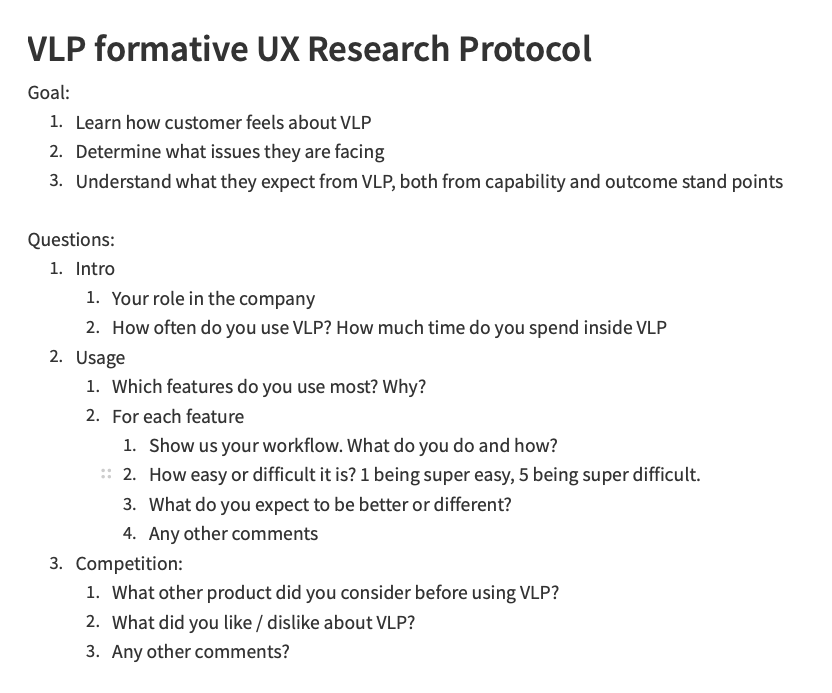 VLP formative UX Research Protocol
Goal:
1. Learn how customer feels about VLP
2. Determine what issues they are facing
3. Understand what they expect from VLP, both from capability and outcome stand points
Questions:
1. Intro
1. Your role in the company
2. How often do you use VLP? How much time do you spend inside VLP
2. Usage
1. Which features do you use most? Why?
2. For each feature
1. Show us your workflow. What do you do and how?
2. How easy or difficult it is? 1 being super easy, 5 being super difficult.
3. What do you expect to be better or different?
4. Any other comments
3. Competition:
1. What other product did you consider before using VLP?
2. What did you like / dislike about VLP?
3. Any other comments?